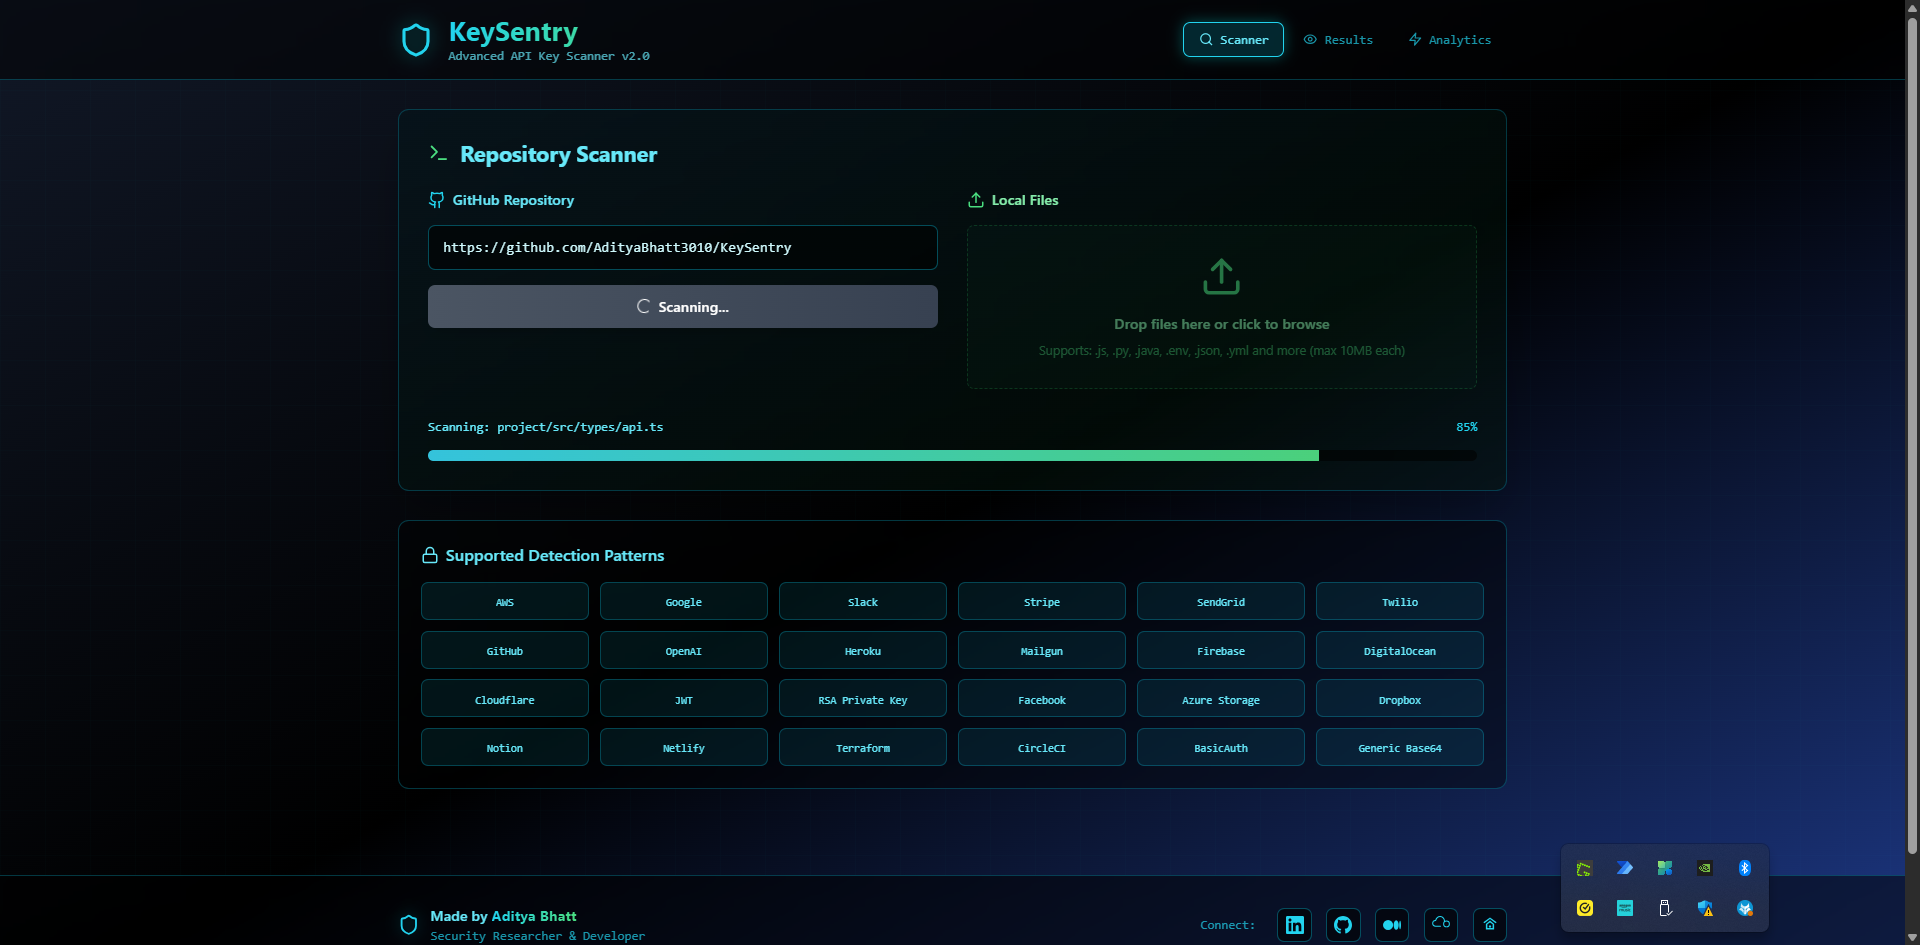 KeySentry
Advanced API Key Scanner v2.0
Scanner
Results
Analytics
Repository Scanner
GitHub Repository
https://github.com/AdityaBhatt3010/KeySentry
Scanning...
Local Files
Drop files here or click to browse
Supports: .js, .py, .java, .env, .json, .yml and more (max 10MB each)
Scanning: project/src/types/api.ts
85%
Supported Detection Patterns
AWS
Google
Slack
Stripe
SendGrid
Twilio
GitHub
OpenAI
Heroku
Mailgun
Firebase
DigitalOcean
Cloudflare
JWT
RSA Private Key
Facebook
Azure Storage
Dropbox
Notion
Netlify
Terraform
CircleCI
BasicAuth
Generic Base64
Made by Aditya Bhatt
Security Researcher & Developer
Connect: